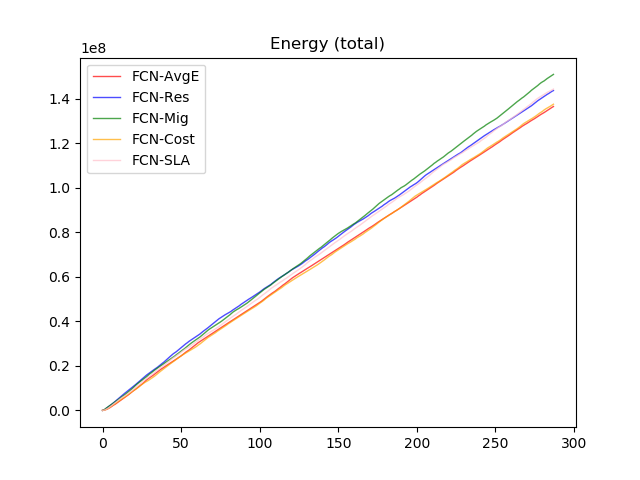 Energy (total)
1e8
FCN-AvgE
FCN-Res
FCN-Mig
FCN-Cost
FCN-SLA
1.4
1.2
1.0
0.8
0.6
0.4
0.2
0.0
0 50 100 150 200 250 300